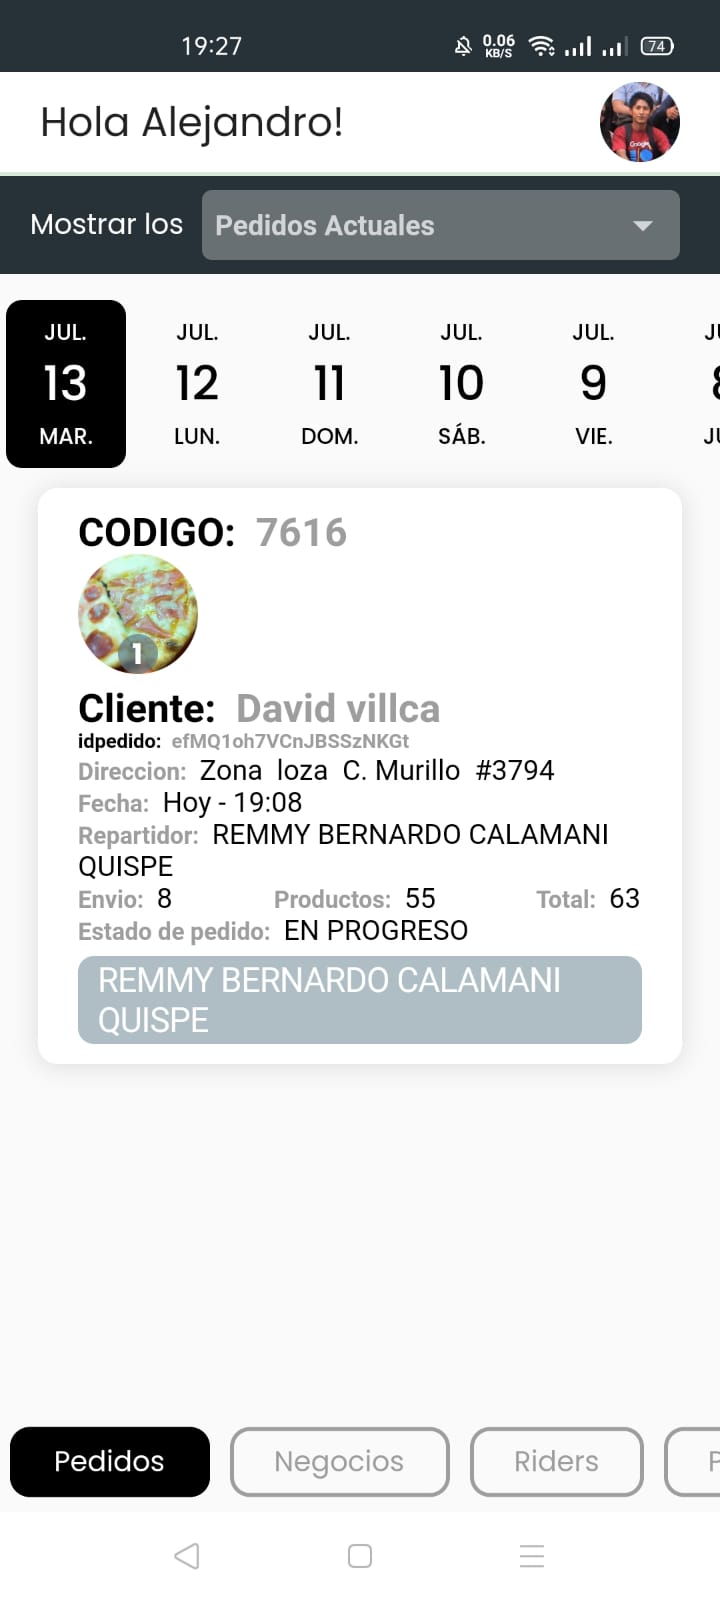 19:27
0.06
KB/S
74
Hola Alejandro!
Google
Mostrar los
Pedidos Actuales
JUL. JUL. JUL. JUL. JUL.
13 12 11 10 9
MAR. LUN. DOM. SÁB. VIE.
CODIGO: 7616
1
Cliente: David villca
idpedido: efMQ1oh7VCnJBSSzNKGt
Direccion: Zona loza C. Murillo #3794
Fecha: Hoy - 19:08
Repartidor: REMMY BERNARDO CALAMANI
QUISPE
Envio: 8 Productos: 55 Total: 63
Estado de pedido: EN PROGRESO
REMMY BERNARDO CALAMANI
QUISPE
Pedidos Negocios Riders